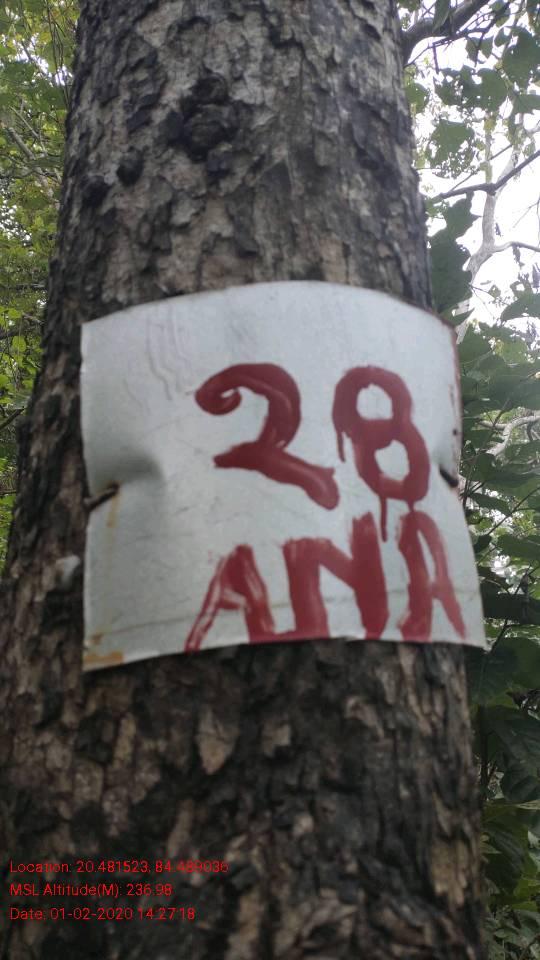 28
ANA
Location: 20.481523, 84.489036
MSL Altitude(M): 236.98
Date: 01-02-2020 14:27:18